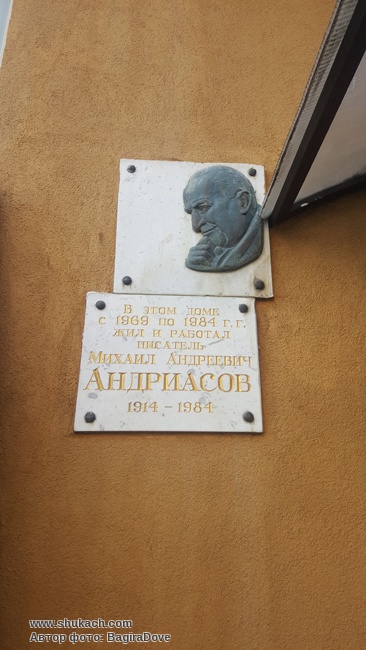 В ЭТОМ ДОМЕ
С 1969 ПО 1984 Г. Г.
ЖИЛ И РАБОТАЛ
ПИСАТЕЛЬ
МИХАИЛ АНДРЕЕВИЧ
АНДРИАСОВ
1914 – 1984
www.shukach.com
Автор фото: BagiraDove